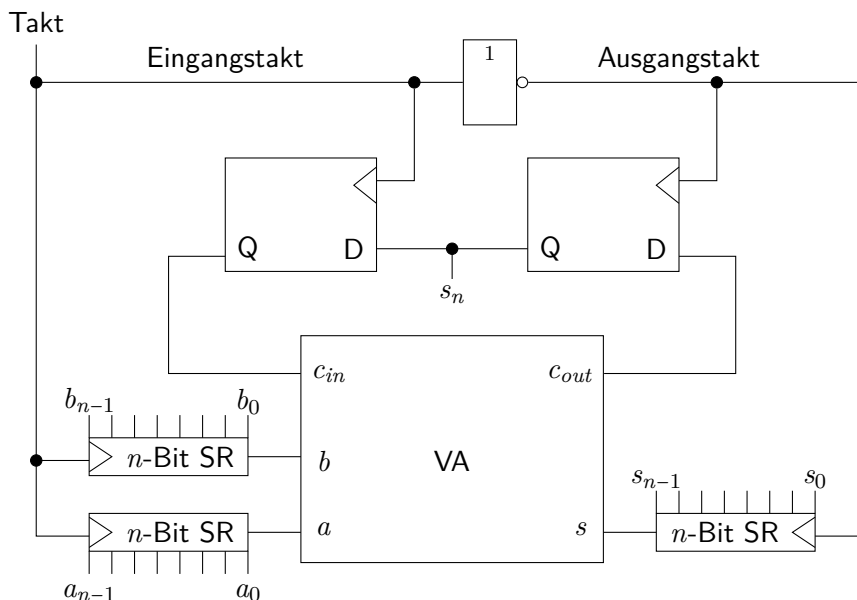 Takt
Eingangstakt
1
Ausgangstakt
Q D
Q D
s_n
c_in c_out
b_{n−1} b_0
n-Bit SR
b
VA
s_{n−1} s_0
n-Bit SR
a
s
n-Bit SR
a_{n−1} a_0